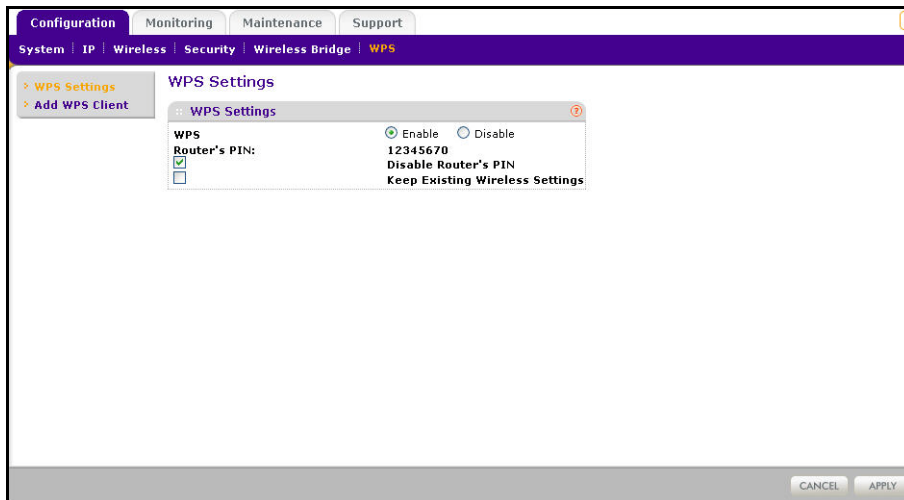 Configuration Monitoring Maintenance Support
System IP Wireless Security Wireless Bridge WPS
WPS Settings
Add WPS Client
WPS Settings
WPS Settings ?
WPS Enable Disable
Router's PIN: 12345670
Disable Router's PIN
Keep Existing Wireless Settings
CANCEL APPLY